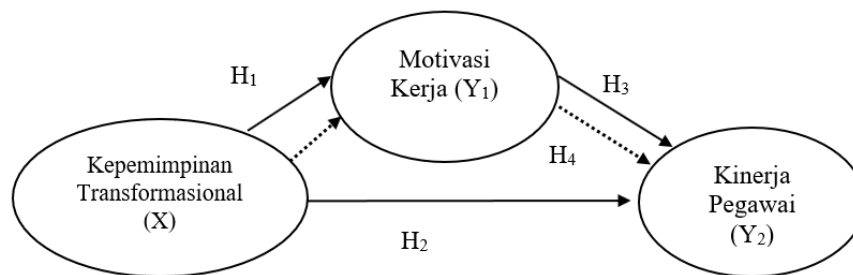 Motivasi
Kerja (Y₁)
H₁
H₃
Kepemimpinan
Transformasional
(X)
H₄
Kinerja
Pegawai
(Y₂)
H₂